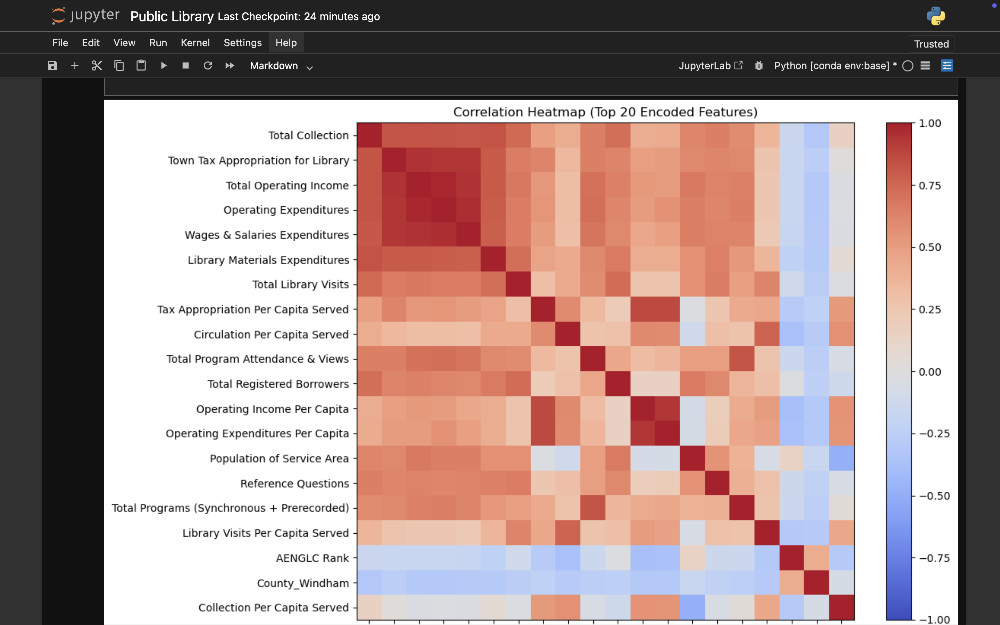 jupyter Public Library Last Checkpoint: 24 minutes ago
File Edit View Run Kernel Settings Help Trusted
Markdown JupyterLab Python [conda env:base] *
Correlation Heatmap (Top 20 Encoded Features)
Total Collection
Town Tax Appropriation for Library
Total Operating Income
Operating Expenditures
Wages & Salaries Expenditures
Library Materials Expenditures
Total Library Visits
Tax Appropriation Per Capita Served
Circulation Per Capita Served
Total Program Attendance & Views
Total Registered Borrowers
Operating Income Per Capita
Operating Expenditures Per Capita
Population of Service Area
Reference Questions
Total Programs (Synchronous + Prerecorded)
Library Visits Per Capita Served
AENGLC Rank
County_Windham
Collection Per Capita Served
1.00
0.75
0.50
0.25
0.00
−0.25
−0.50
−0.75
−1.00